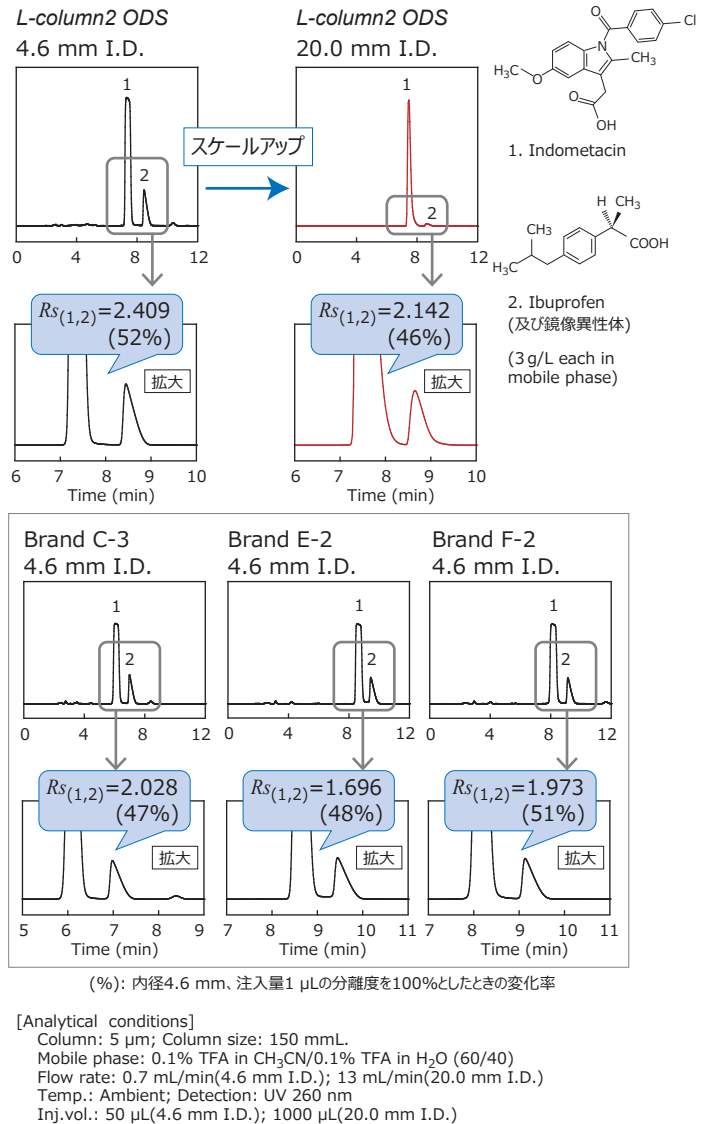 L-column2 ODS
4.6 mm I.D.
1
2
0 4 8 12
スケールアップ
L-column2 ODS
20.0 mm I.D.
1
2
0 4 8 12
O
N
Cl
CH₃
H₃C
O
O
OH
1. Indometacin
H CH₃
CH₃
COOH
H₃C
2. Ibuprofen
(及び鏡像異性体)
(3 g/L each in
mobile phase)
Rs(1,2)=2.409
(52%)
拡大
6 7 8 9 10
Time (min)
Rs(1,2)=2.142
(46%)
拡大
6 7 8 9 10
Time (min)
Brand C-3
4.6 mm I.D.
1
2
0 4 8 12
Rs(1,2)=2.028
(47%)
拡大
5 6 7 8 9
Time (min)
Brand E-2
4.6 mm I.D.
1
2
0 4 8 12
Rs(1,2)=1.696
(48%)
拡大
7 8 9 10 11
Time (min)
Brand F-2
4.6 mm I.D.
1
2
0 4 8 12
Rs(1,2)=1.973
(51%)
拡大
7 8 9 10 11
Time (min)
(%): 内径4.6 mm、注入量1 µLの分離度を100%としたときの変化率
[Analytical conditions]
Column: 5 µm; Column size: 150 mmL.
Mobile phase: 0.1% TFA in CH₃CN/0.1% TFA in H₂O (60/40)
Flow rate: 0.7 mL/min(4.6 mm I.D.); 13 mL/min(20.0 mm I.D.)
Temp.: Ambient; Detection: UV 260 nm
Inj.vol.: 50 µL(4.6 mm I.D.); 1000 µL(20.0 mm I.D.)